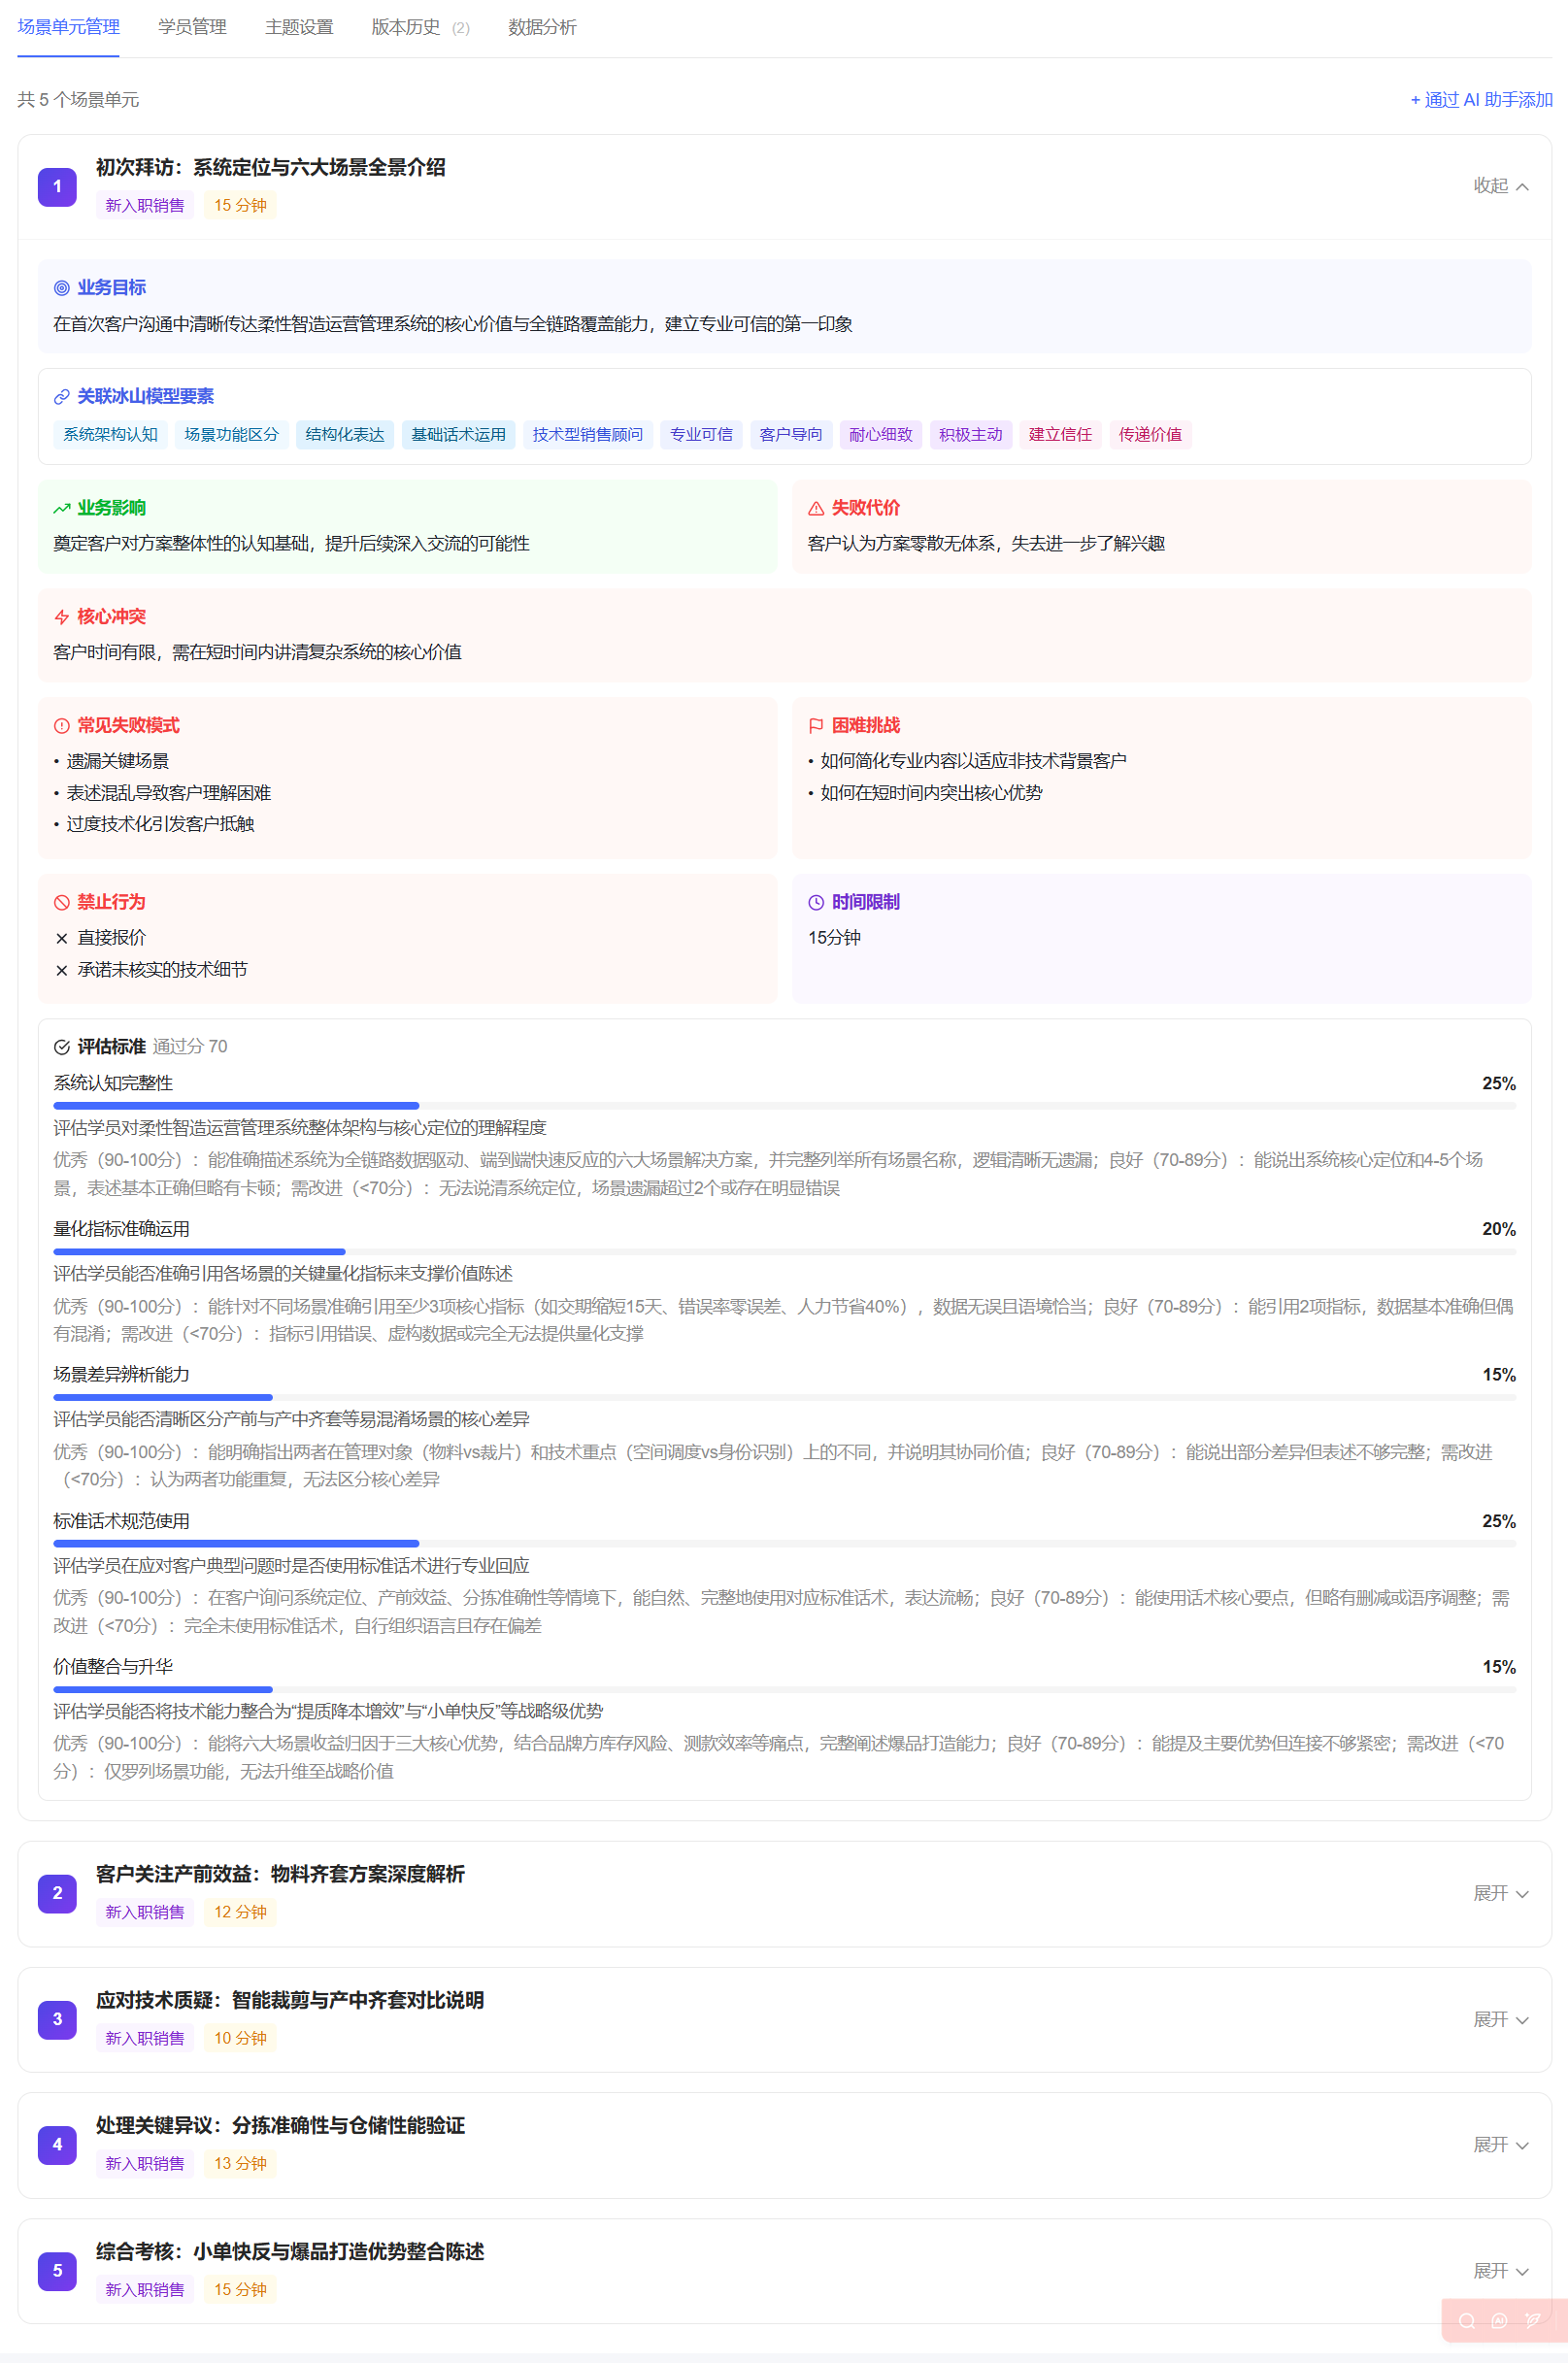 场景单元管理 学员管理 主题设置 版本历史 (2) 数据分析
共 5 个场景单元 + 通过 AI 助手添加
1 初次拜访：系统定位与六大场景全景介绍
新入职销售 15 分钟 收起
业务目标
在首次客户沟通中清晰传达柔性智造运营管理系统的核心价值与全链路覆盖能力，建立专业可信的第一印象
关联冰山模型要素
系统架构认知 场景功能区分 结构化表达 基础话术运用 技术型销售顾问 专业可信 客户导向 耐心细致 积极主动 建立信任 传递价值
业务影响
奠定客户对方案整体性的认知基础，提升后续深入交流的可能性
失败代价
客户认为方案零散无体系，失去进一步了解兴趣
核心冲突
客户时间有限，需在短时间内讲清复杂系统的核心价值
常见失败模式
• 遗漏关键场景
• 表述混乱导致客户理解困难
• 过度技术化引发客户抵触
困难挑战
• 如何简化专业内容以适应非技术背景客户
• 如何在短时间内突出核心优势
禁止行为
× 直接报价
× 承诺未核实的技术细节
时间限制
15分钟
评估标准 通过分 70
系统认知完整性 25%
评估学员对柔性智造运营管理系统整体架构与核心定位的理解程度
优秀（90-100分）：能准确描述系统为全链路数据驱动、端到端快速反应的六大场景解决方案，并完整列举所有场景名称，逻辑清晰无遗漏；良好（70-89分）：能说出系统核心定位和4-5个场
景，表述基本正确但略有卡顿；需改进（<70分）：无法说清系统定位，场景遗漏超过2个或存在明显错误
量化指标准确运用 20%
评估学员能否准确引用各场景的关键量化指标来支撑价值陈述
优秀（90-100分）：能针对不同场景准确引用至少3项核心指标（如交期缩短15天、错误率零误差、人力节省40%），数据无误且语境恰当；良好（70-89分）：能引用2项指标，数据基本准确但偶
有混淆；需改进（<70分）：指标引用错误、虚构数据或完全无法提供量化支撑
场景差异辨析能力 15%
评估学员能否清晰区分产前与产中齐套等易混淆场景的核心差异
优秀（90-100分）：能明确指出两者在管理对象（物料vs裁片）和技术重点（空间调度vs身份识别）上的不同，并说明其协同价值；良好（70-89分）：能说出部分差异但表述不够完整；需改进
（<70分）：认为两者功能重复，无法区分核心差异
标准话术规范使用 25%
评估学员在应对客户典型问题时是否使用标准话术进行专业回应
优秀（90-100分）：在客户询问系统定位、产前效益、分拣准确性等情境下，能自然、完整地使用对应标准话术，表达流畅；良好（70-89分）：能使用话术核心要点，但略有删减或语序调整；需
改进（<70分）：完全未使用标准话术，自行组织语言且存在偏差
价值整合与升华 15%
评估学员能否将技术能力整合为“提质降本增效”与“小单快反”等战略级优势
优秀（90-100分）：能将六大场景收益归因于三大核心优势，结合品牌方库存风险、测款效率等痛点，完整阐述爆品打造能力；良好（70-89分）：能提及主要优势但连接不够紧密；需改进（<70
分）：仅罗列场景功能，无法升维至战略价值
2 客户关注产前效益：物料齐套方案深度解析
新入职销售 12 分钟 展开
3 应对技术质疑：智能裁剪与产中齐套对比说明
新入职销售 10 分钟 展开
4 处理关键异议：分拣准确性与仓储性能验证
新入职销售 13 分钟 展开
5 综合考核：小单快反与爆品打造优势整合陈述
新入职销售 15 分钟 展开
AI